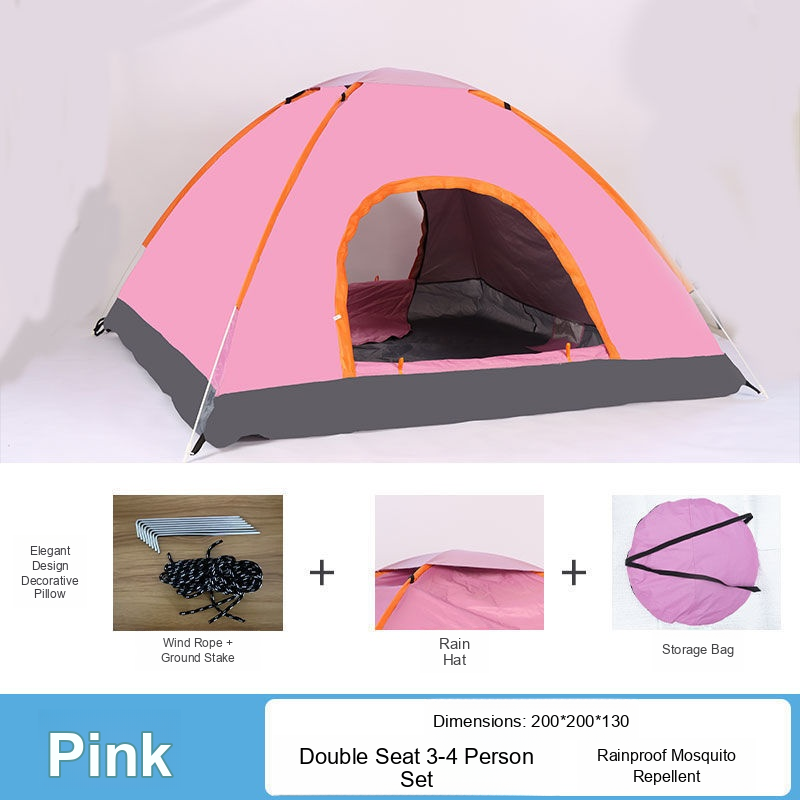 Elegant
Design
Decorative
Pillow
Wind Rope +
Ground Stake
+
Rain
Hat
+
Storage Bag
Pink
Dimensions: 200*200*130
Double Seat 3-4 Person
Set
Rainproof Mosquito
Repellent